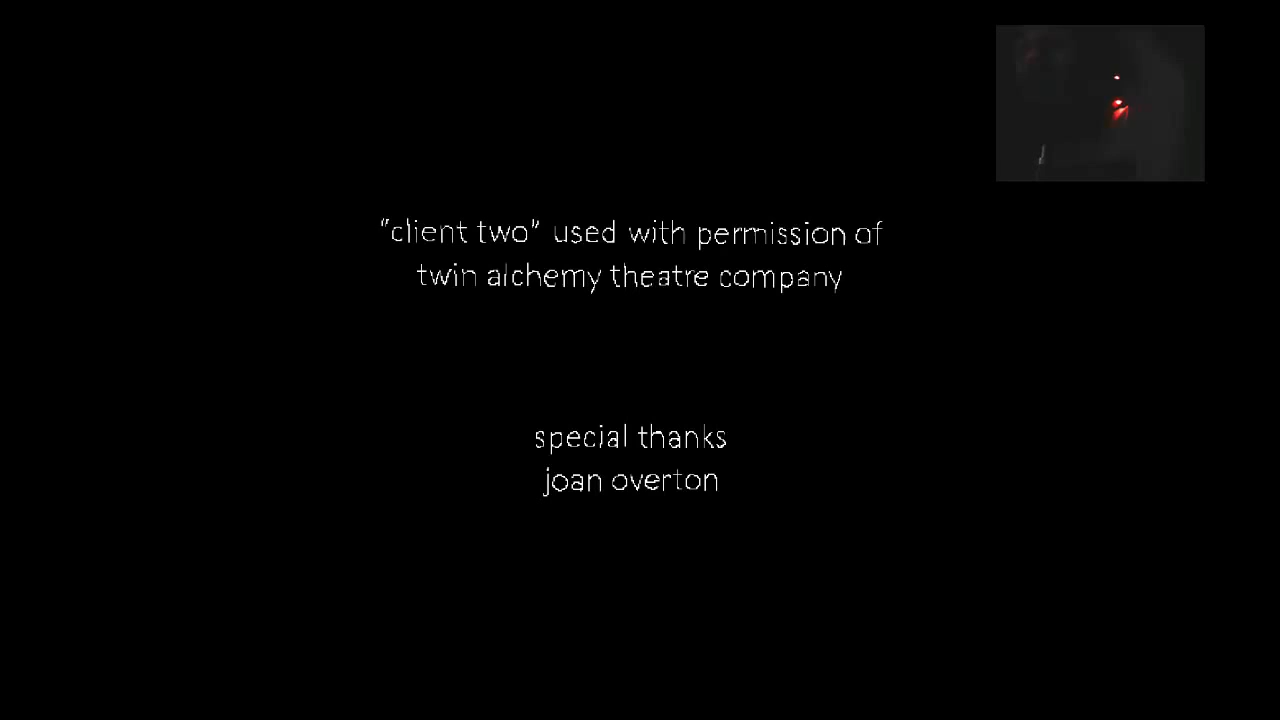 "client two" used with permission of
twin alchemy theatre company
special thanks
joan overton